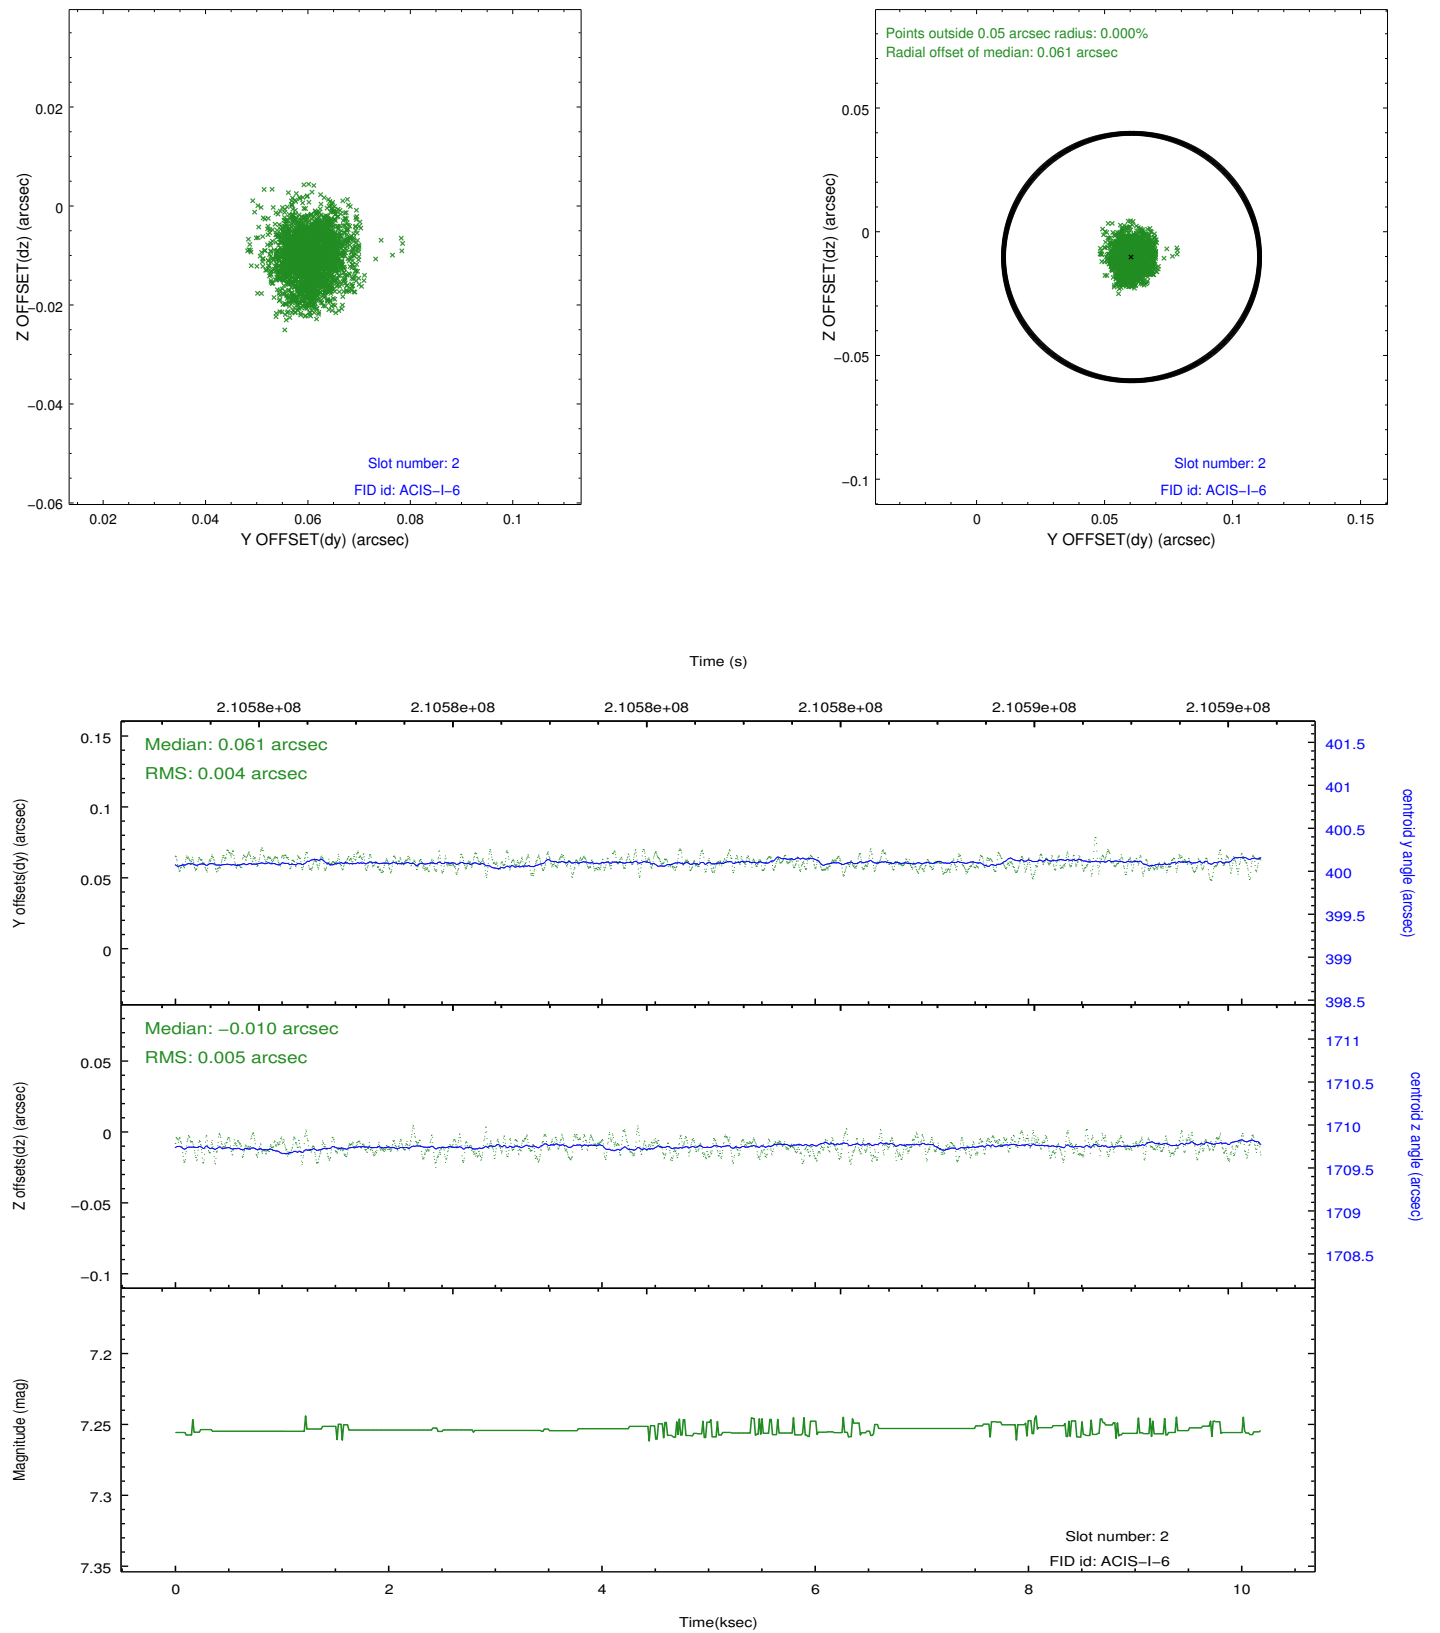 0.02
0
−0.02
−0.04
−0.06
Z OFFSET(dz) (arcsec)
Slot number: 2
FID id: ACIS−I−6
0.02 0.04 0.06 0.08 0.1
Y OFFSET(dy) (arcsec)
Points outside 0.05 arcsec radius: 0.000%
Radial offset of median: 0.061 arcsec
0.05
0
−0.05
−0.1
Z OFFSET(dz) (arcsec)
Slot number: 2
FID id: ACIS−I−6
0 0.05 0.1 0.15
Y OFFSET(dy) (arcsec)
Time (s)
2.1058e+08 2.1058e+08 2.1058e+08 2.1058e+08 2.1059e+08 2.1059e+08
Median: 0.061 arcsec
RMS: 0.004 arcsec
0.15
0.1
0.05
0
Y offsets(dy) (arcsec)
401.5
401
400.5
400
399.5
399
398.5
centroid y angle (arcsec)
Median: −0.010 arcsec
RMS: 0.005 arcsec
0.05
0
−0.05
−0.1
Z offsets(dz) (arcsec)
1711
1710.5
1710
1709.5
1709
1708.5
centroid z angle (arcsec)
7.2
7.25
7.3
7.35
Magnitude (mag)
Slot number: 2
FID id: ACIS−I−6
0 2 4 6 8 10
Time(ksec)